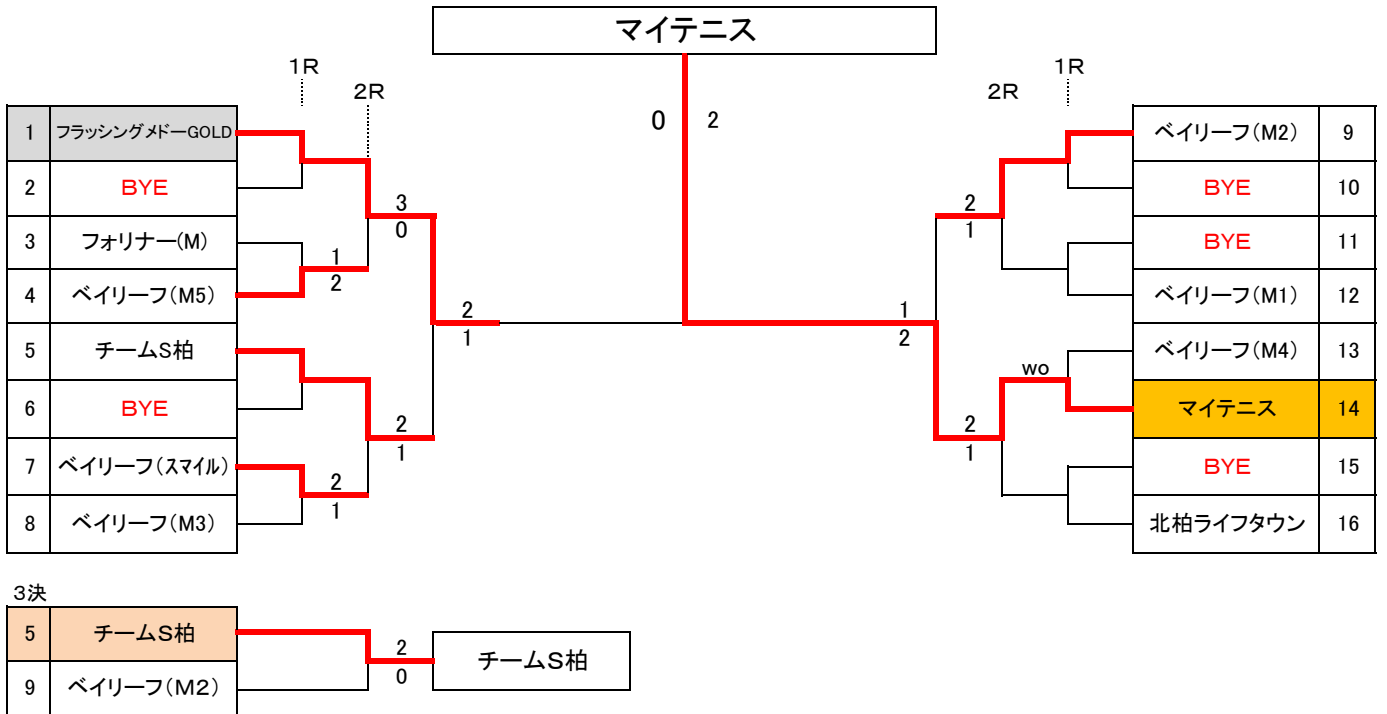 マイテニス
1R
2R
0
2
2R
1R
1 フラッシングメドーGOLD
2 BYE
3 フォリナー(M)
4 ベイリーフ(M5)
5 チームS柏
6 BYE
7 ベイリーフ(スマイル)
8 ベイリーフ(M3)
3
0
1
2
2
1
2
1
2
1
ベイリーフ(M2) 9
BYE 10
BYE 11
ベイリーフ(M1) 12
ベイリーフ(M4) 13
マイテニス 14
BYE 15
北柏ライフタウン 16
2
1
1
2
wo
2
1
3決
5 チームS柏
9 ベイリーフ(M2)
2
0
チームS柏